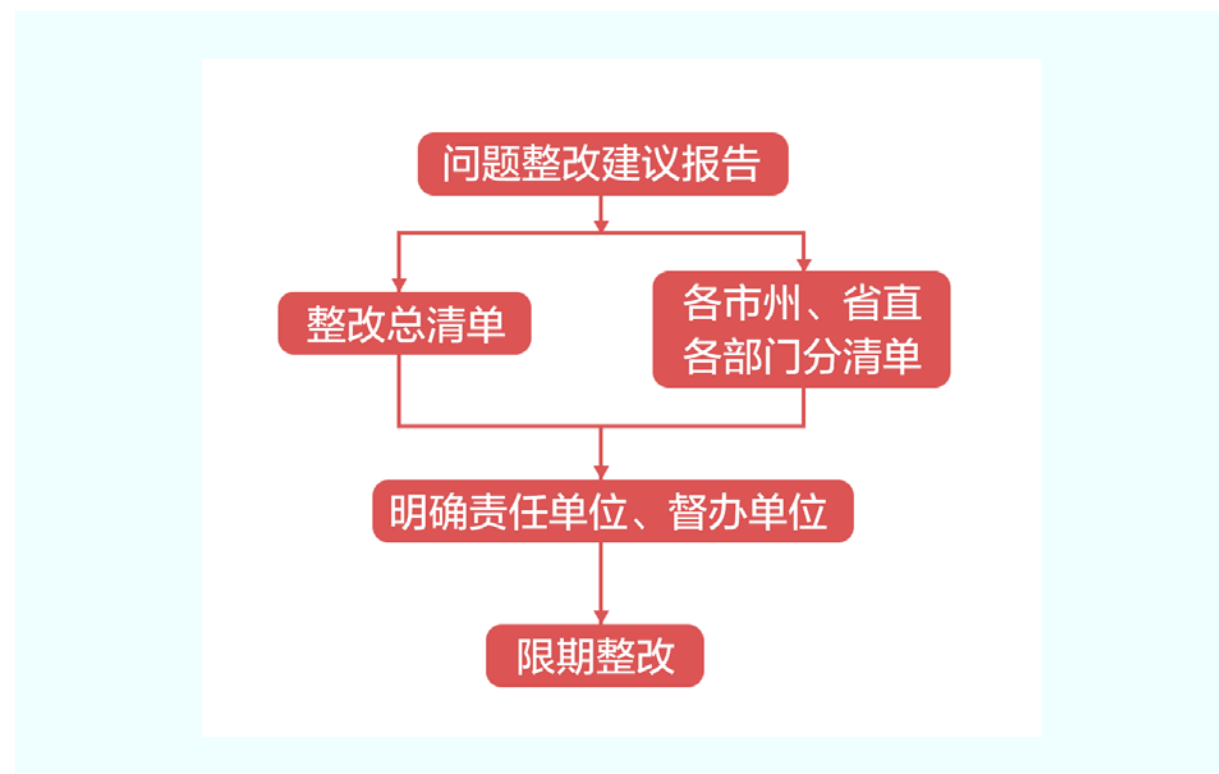 问题整改建议报告
整改总清单
各市州、省直
各部门分清单
明确责任单位、督办单位
限期整改